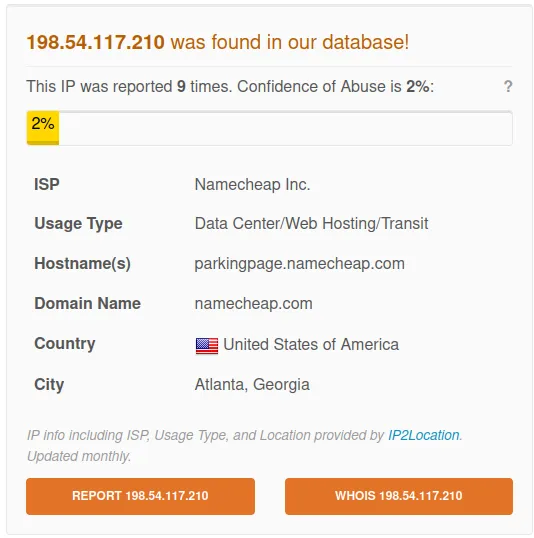 198.54.117.210 was found in our database!
This IP was reported 9 times. Confidence of Abuse is 2%: ?
2%
ISP Namecheap Inc.
Usage Type Data Center/Web Hosting/Transit
Hostname(s) parkingpage.namecheap.com
Domain Name namecheap.com
Country United States of America
City Atlanta, Georgia
IP info including ISP, Usage Type, and Location provided by IP2Location.
Updated monthly.
REPORT 198.54.117.210 WHOIS 198.54.117.210